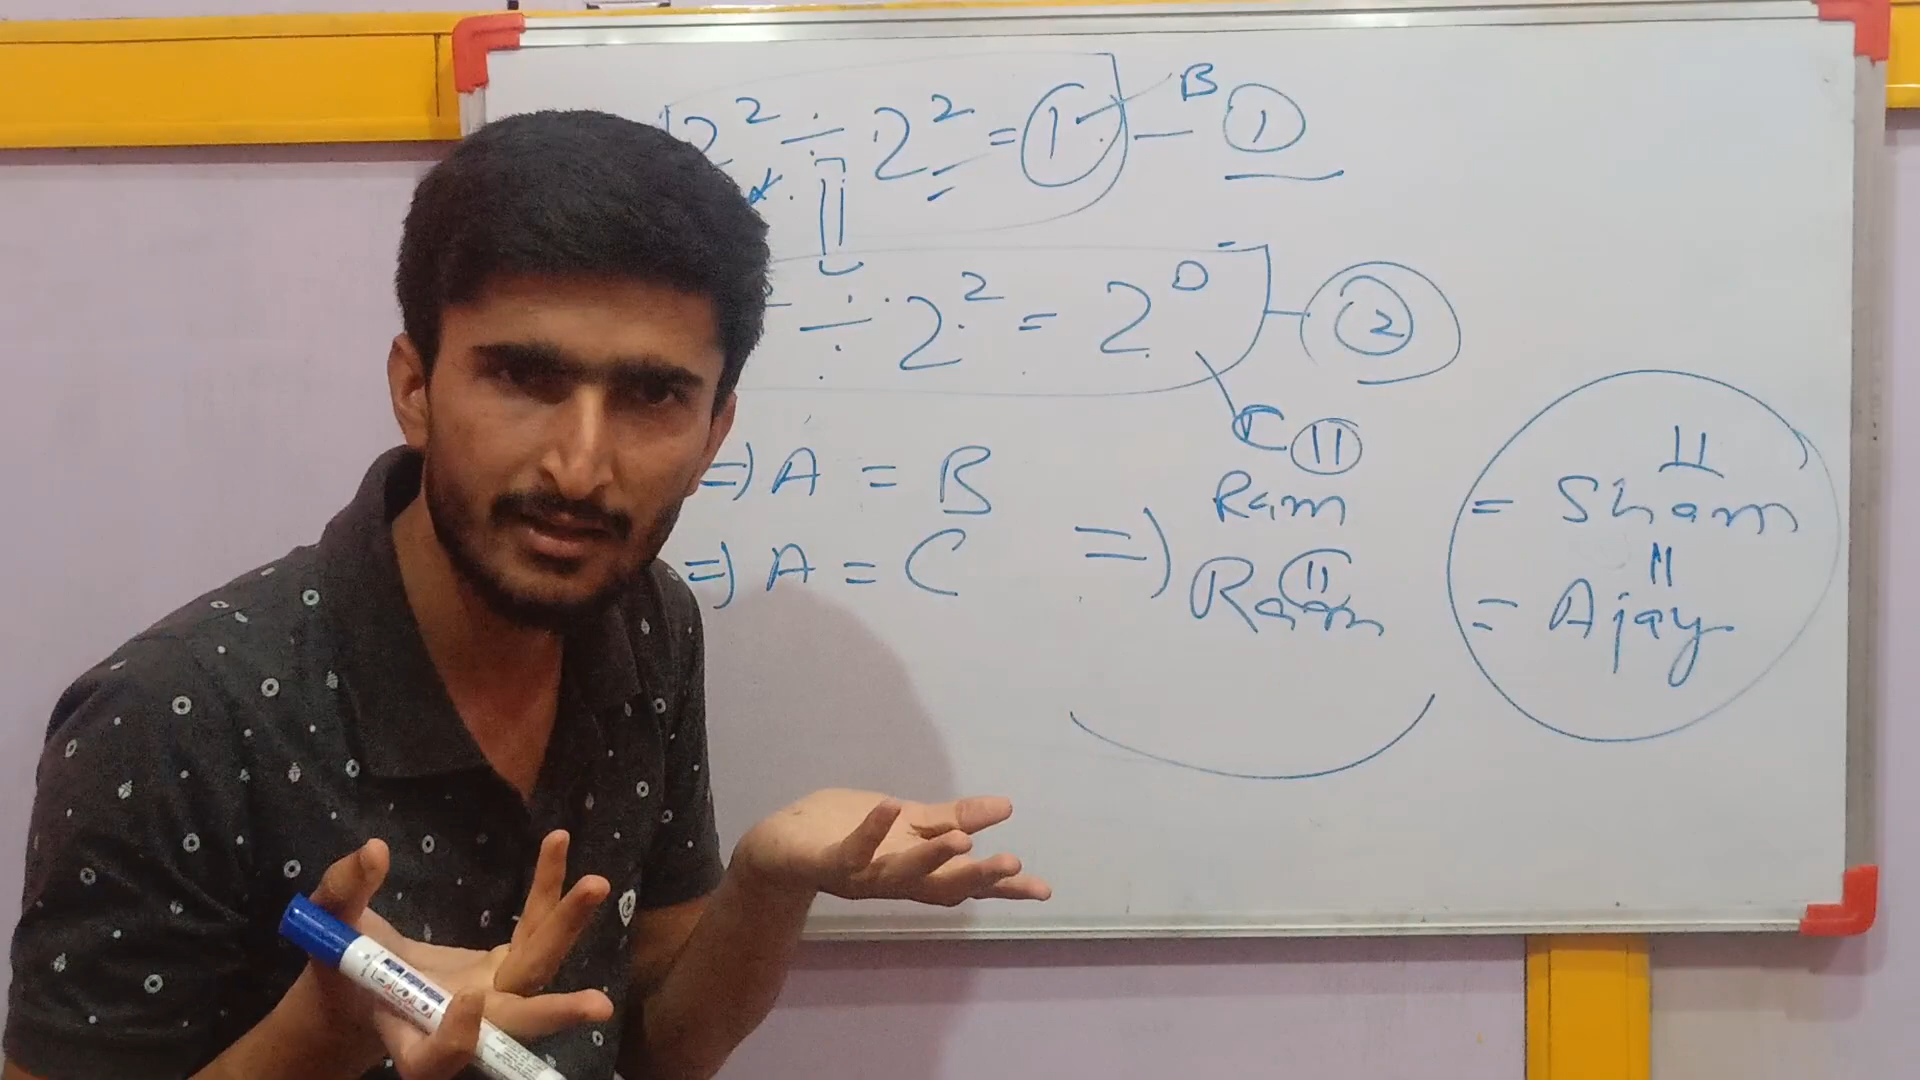 2² ÷ 2² = 1 - B ①
÷ 2² = 2⁰ - ②
C ⑪
=> A = B
=> A = C
=> Ram = Sham
Ram = Ajay